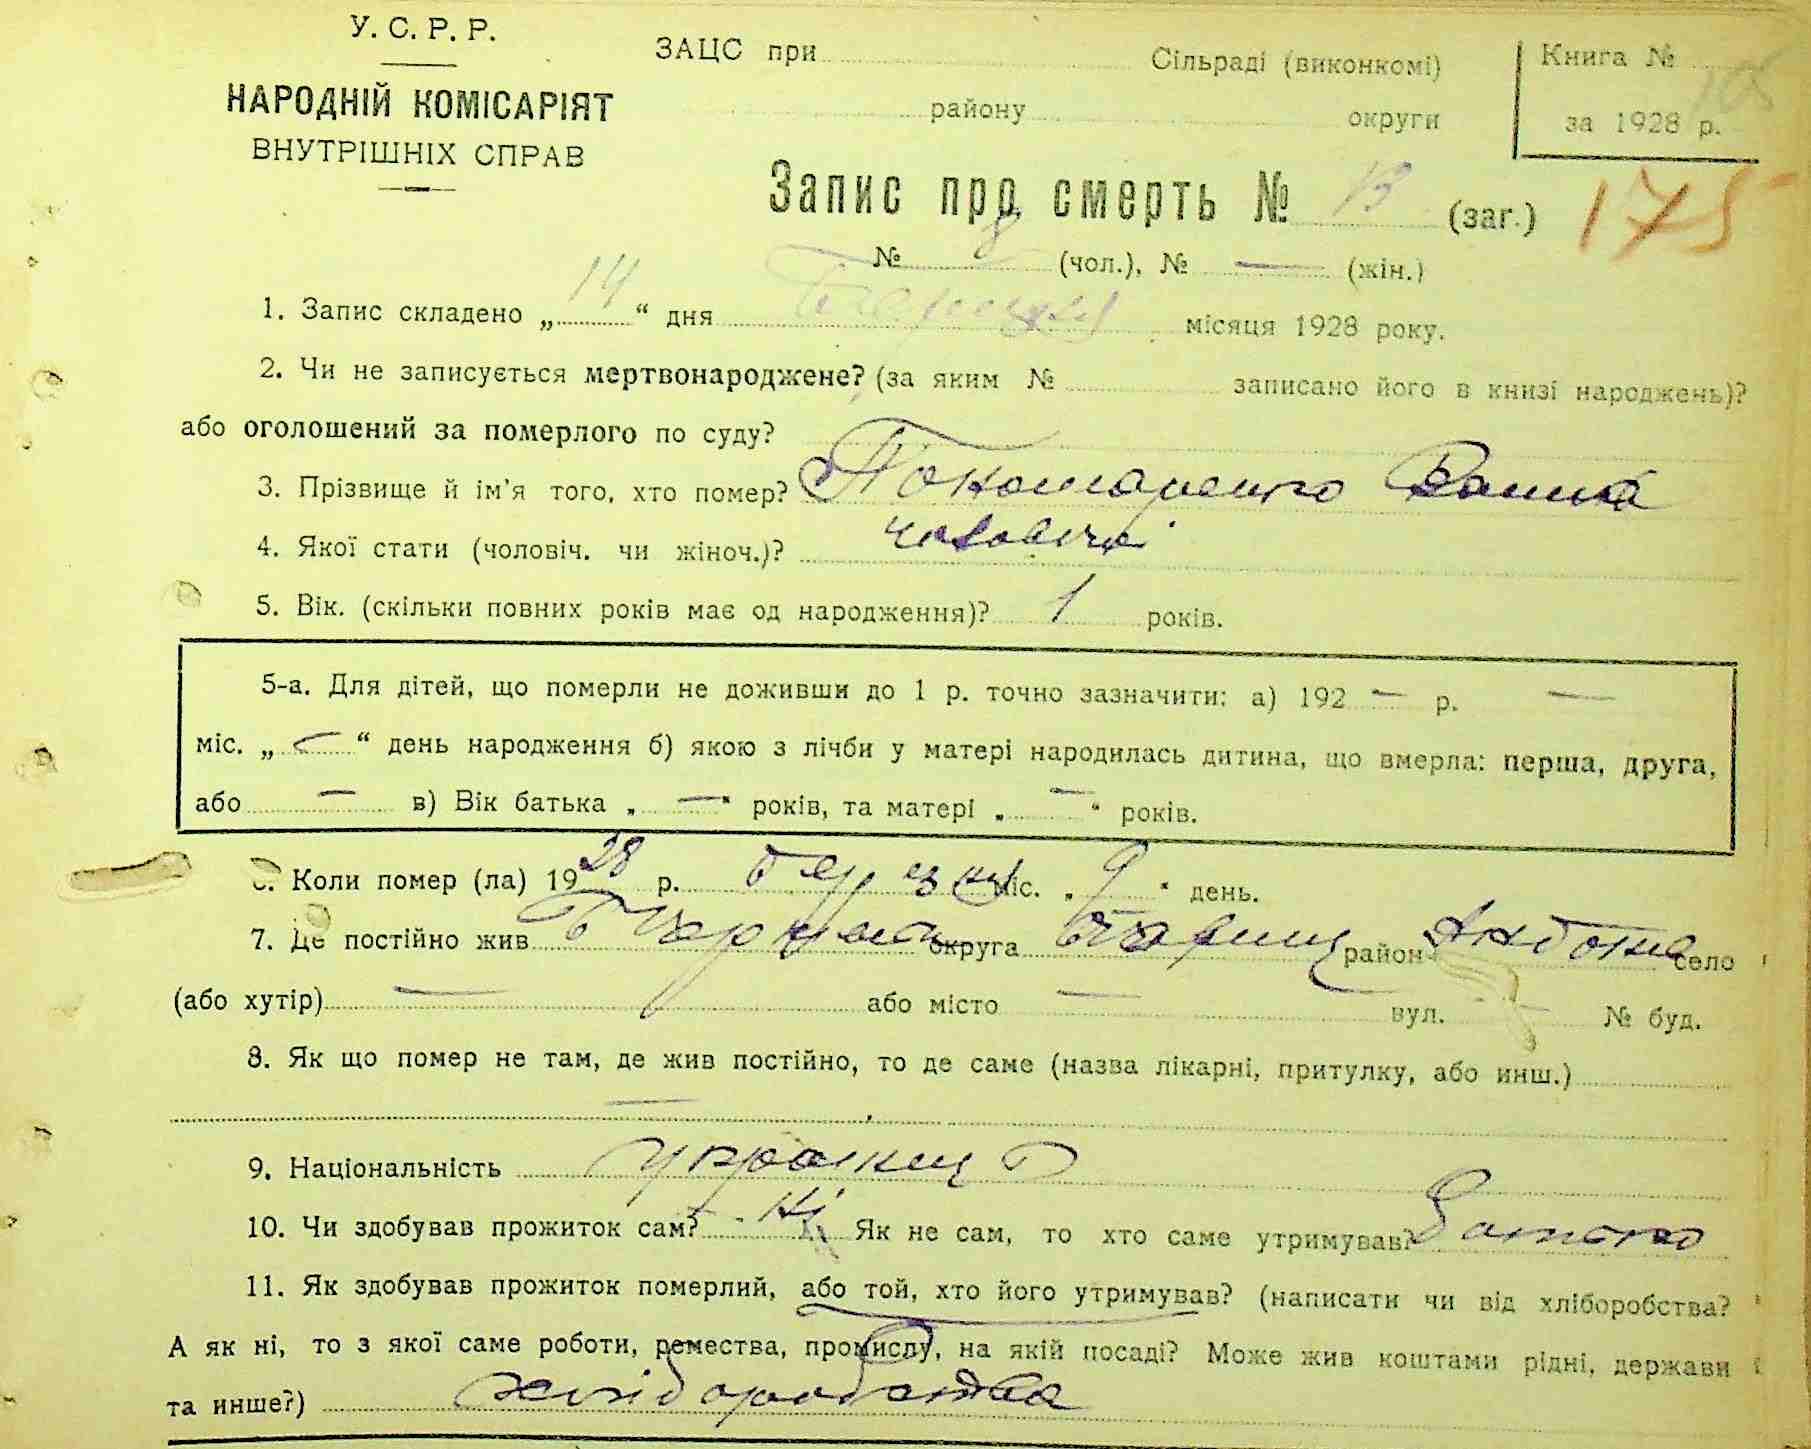 У. С. Р. Р.
НАРОДНІЙ КОМІСАРІЯТ
ВНУТРІШНІХ СПРАВ
ЗАЦС при Сільраді (виконкомі)
району округи
Книга №
за 1928 р.
Запис про смерть № 13 (заг.) 175
№ 8 (чол.), № — (жін.)
1. Запис складено „14“ дня Березня місяця 1928 року.
2. Чи не записується мертвонароджене? (за яким № записано його в книзі народжень)?
або оголошений за померлого по суду?
3. Прізвище й ім'я того, хто помер? Пономаренко
4. Якої стати (чоловіч. чи жіноч.)?
5. Вік. (скільки повних років має од народження)? 1 років.
5-а. Для дітей, що померли не доживши до 1 р. точно зазначити: а) 192 — р. —
міс. „ — “ день народження б) якою з лічби у матері народилась дитина, що вмерла: перша, друга,
або — в) Вік батька „ — “ років, та матері „ — “ років.
6. Коли помер (ла) 1928 р. березня міс. „9“ день.
7. Де постійно жив округа район село
(або хутір) — або місто — вул. — № буд.
8. Як що помер не там, де жив постійно, то де саме (назва лікарні, притулку, або инш.)
—
9. Національність українец
10. Чи здобував прожиток сам? Ні Як не сам, то хто саме утримував? батько
11. Як здобував прожиток померлий, або той, хто його утримував? (написати чи від хліборобства?
А як ні, то з якої саме роботи, ремества, промислу, на якій посаді? Може жив коштами рідні, держави
та инше?) хліборобства